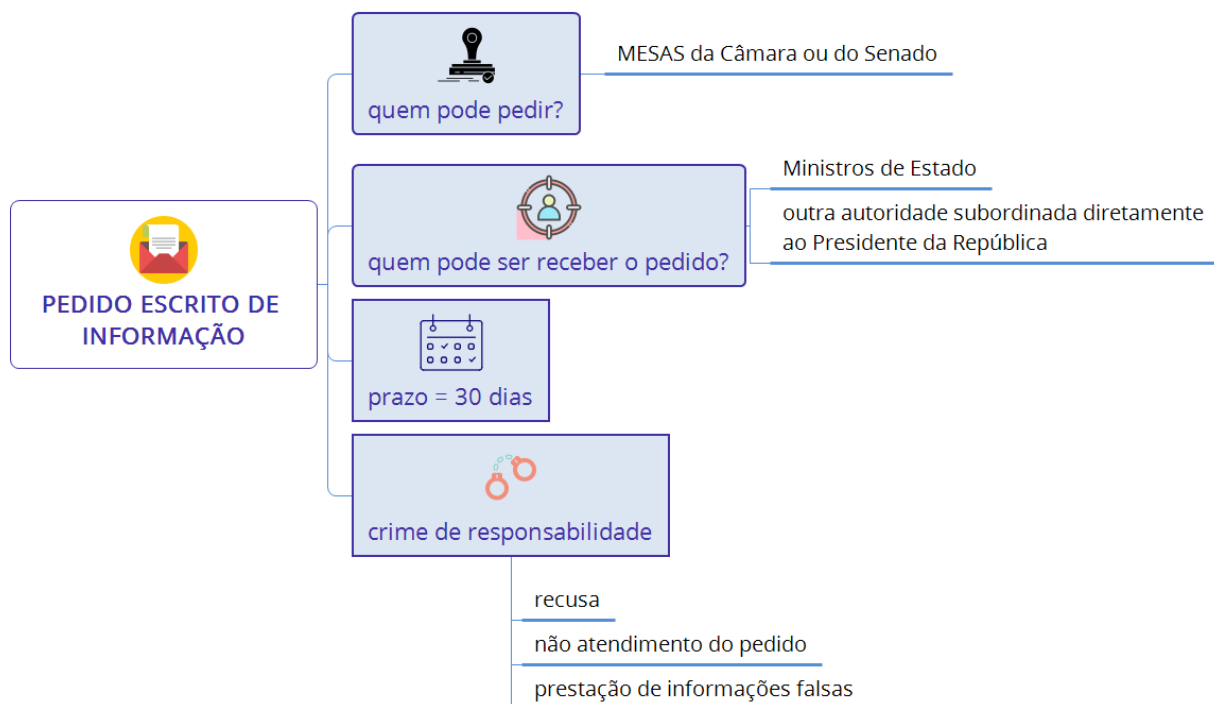 quem pode pedir?
MESAS da Câmara ou do Senado
PEDIDO ESCRITO DE
INFORMAÇÃO
quem pode ser receber o pedido?
Ministros de Estado
outra autoridade subordinada diretamente
ao Presidente da República
prazo = 30 dias
crime de responsabilidade
recusa
não atendimento do pedido
prestação de informações falsas